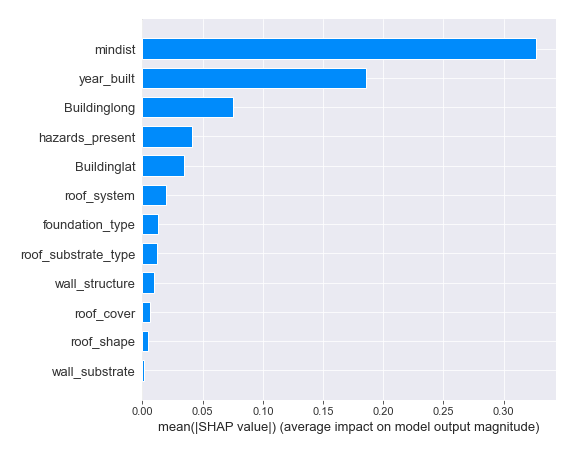 mindist
year_built
Buildinglong
hazards_present
Buildinglat
roof_system
foundation_type
roof_substrate_type
wall_structure
roof_cover
roof_shape
wall_substrate
0.00 0.05 0.10 0.15 0.20 0.25 0.30
mean(|SHAP value|) (average impact on model output magnitude)